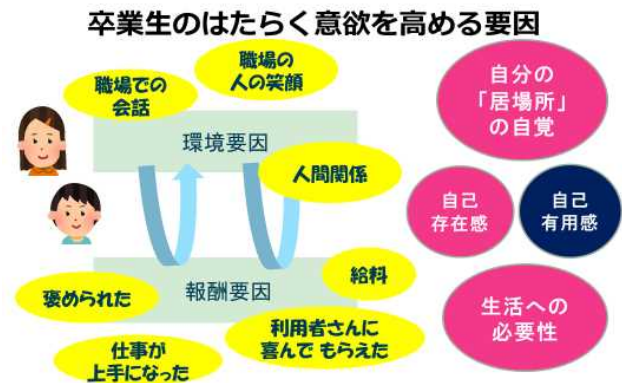 卒業生のはたらく意欲を高める要因
職場での
会話
職場の
人の笑顔
環境要因
人間関係
報酬要因
給料
褒められた
仕事が
上手になった
利用者さんに
喜んで もらえた
自分の
「居場所」
の自覚
自己
存在感
自己
有用感
生活への
必要性